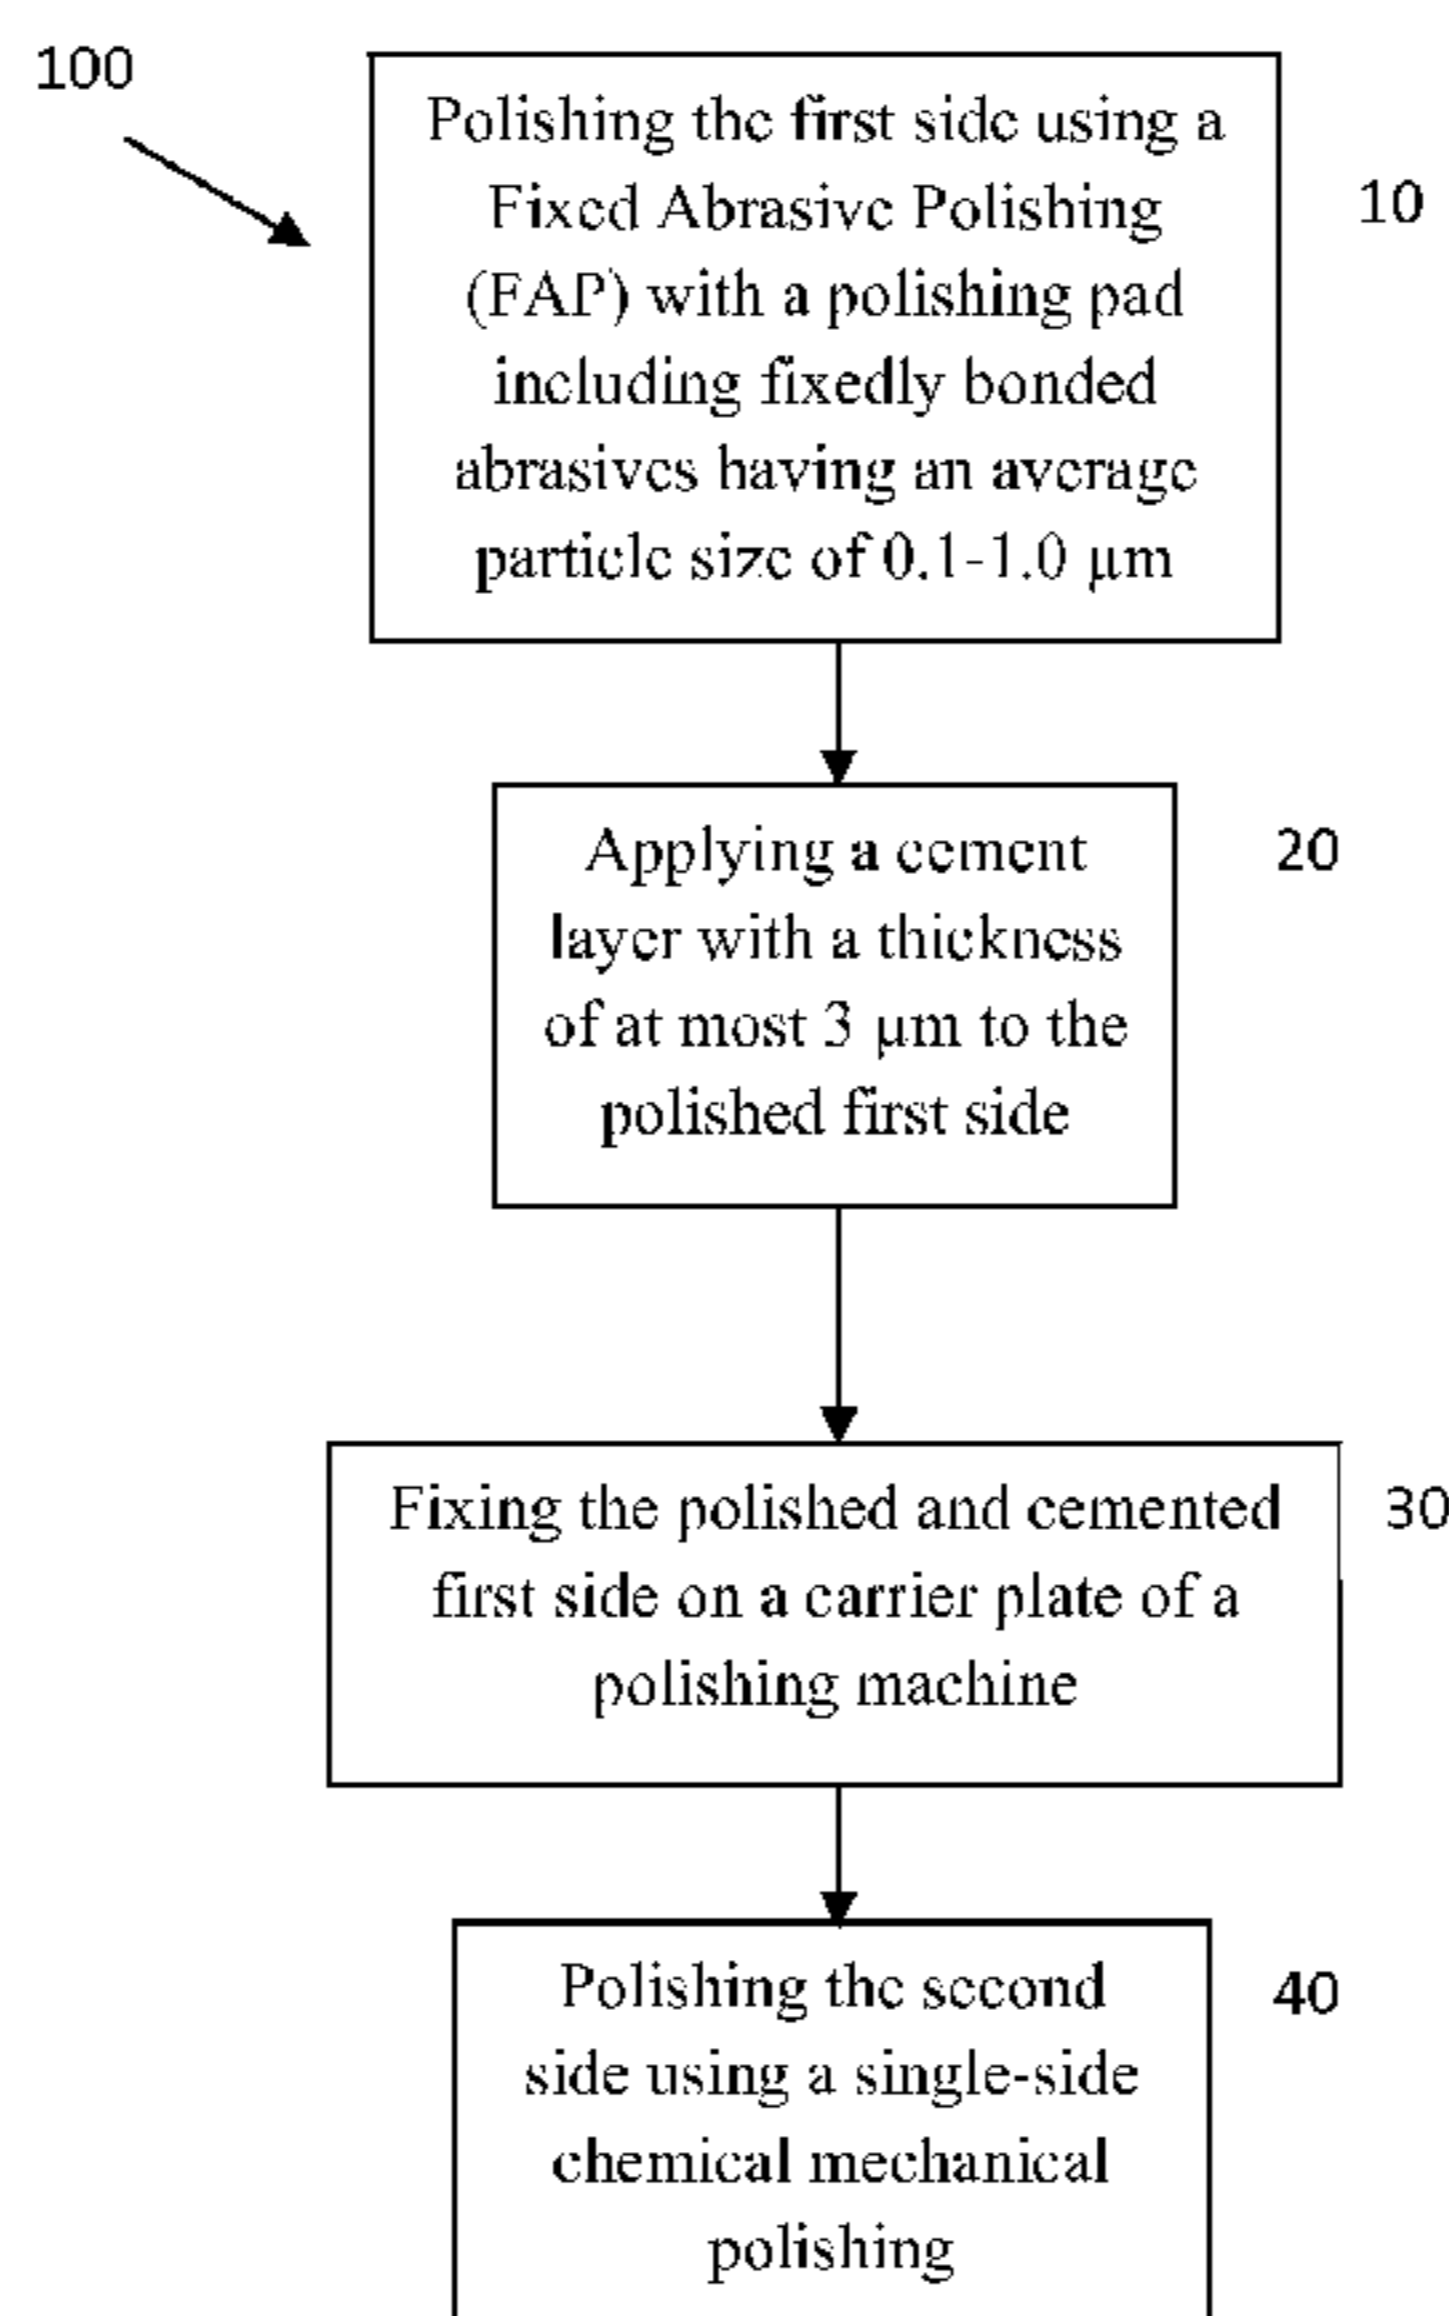 100
Polishing the first side using a
Fixed Abrasive Polishing
(FAP) with a polishing pad
including fixedly bonded
abrasives having an average
particle size of 0.1-1.0 μm
10
Applying a cement
layer with a thickness
of at most 3 μm to the
polished first side
20
Fixing the polished and cemented
first side on a carrier plate of a
polishing machine
30
Polishing the second
side using a single-side
chemical mechanical
polishing
40